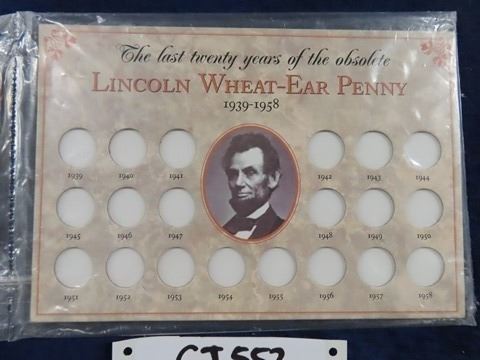 The last twenty years of the obsolete
LINCOLN WHEAT-EAR PENNY
1939-1958
1939 1940 1941 1942 1943 1944
1945 1946 1947 1948 1949 1950
1951 1952 1953 1954 1955 1956 1957 1958
CT552